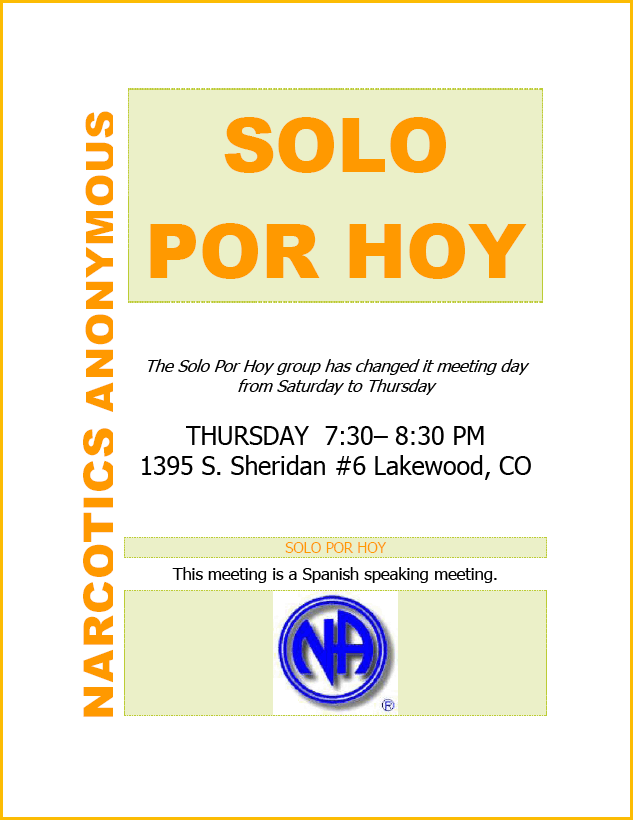 NARCOTICS ANONYMOUS
SOLO
POR HOY
The Solo Por Hoy group has changed it meeting day
from Saturday to Thursday
THURSDAY  7:30– 8:30 PM
1395 S. Sheridan #6 Lakewood, CO
SOLO POR HOY
This meeting is a Spanish speaking meeting.
NA
®